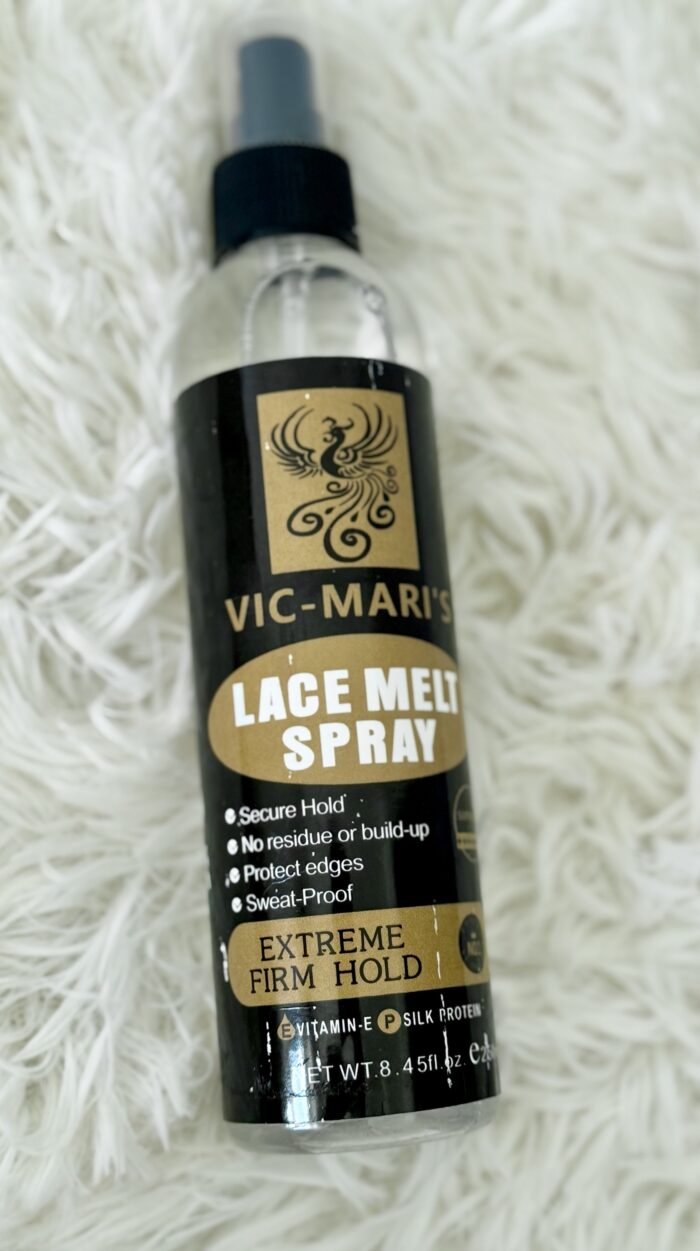 VIC-MARI'S
LACE MELT
SPRAY
Secure Hold
No residue or build-up
Protect edges
Sweat-Proof
EXTREME
FIRM HOLD
E VITAMIN-E P SILK PROTEIN
ET WT.8.45fl.oz.